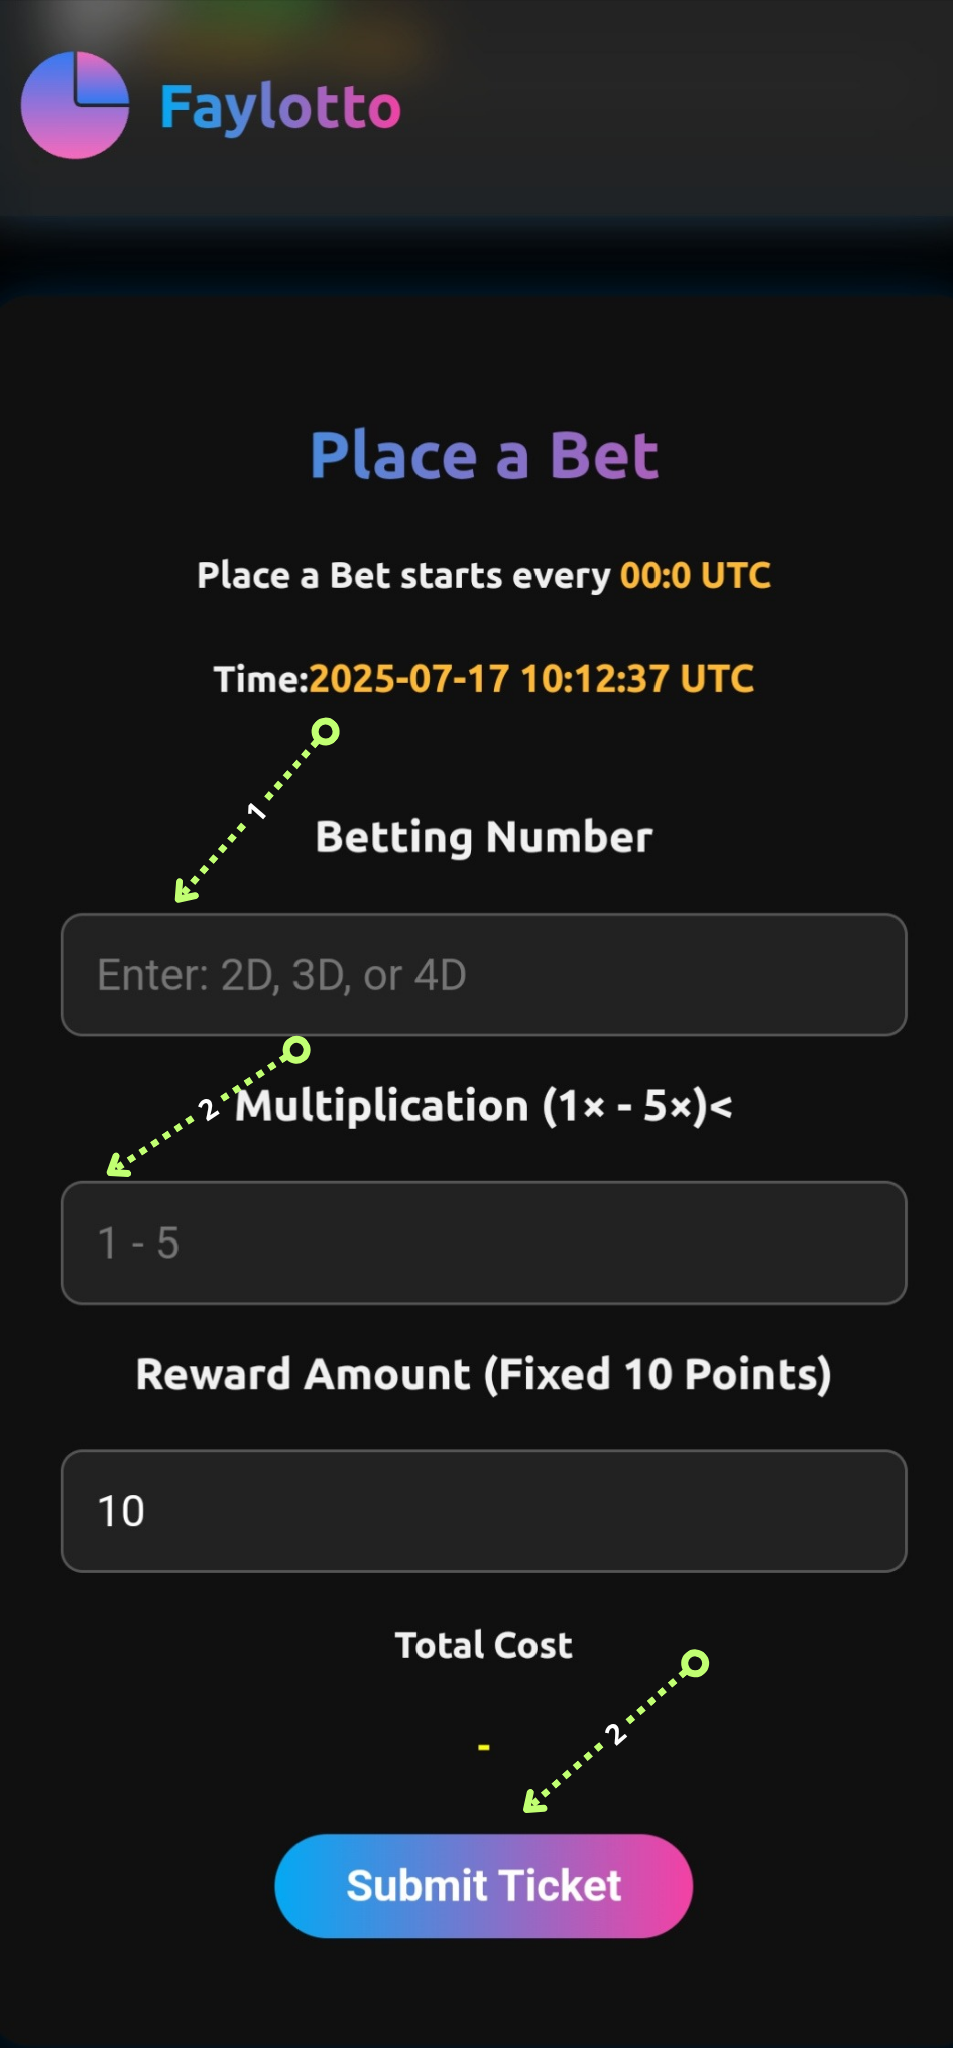 Faylotto
Place a Bet
Place a Bet starts every 00:0 UTC
Time:2025-07-17 10:12:37 UTC
1
Betting Number
Enter: 2D, 3D, or 4D
2
Multiplication (1× - 5×)<
1 - 5
Reward Amount (Fixed 10 Points)
10
Total Cost
2
-
Submit Ticket